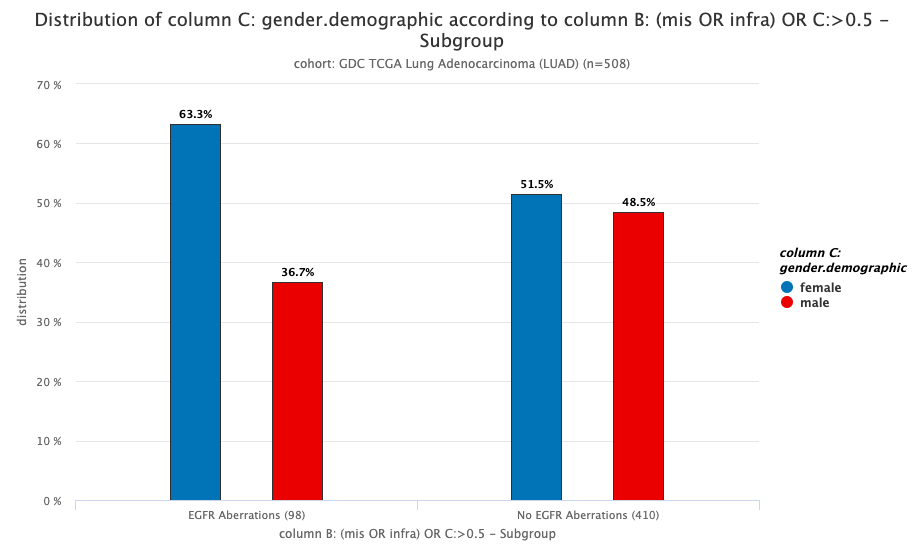 Distribution of column C: gender.demographic according to column B: (mis OR infra) OR C:>0.5 -
Subgroup
cohort: GDC TCGA Lung Adenocarcinoma (LUAD) (n=508)
70 %
60 %
50 %
40 %
30 %
20 %
10 %
0 %
distribution
63.3%
36.7%
51.5%
48.5%
EGFR Aberrations (98)
No EGFR Aberrations (410)
column B: (mis OR infra) OR C:>0.5 - Subgroup
column C:
gender.demographic
female
male